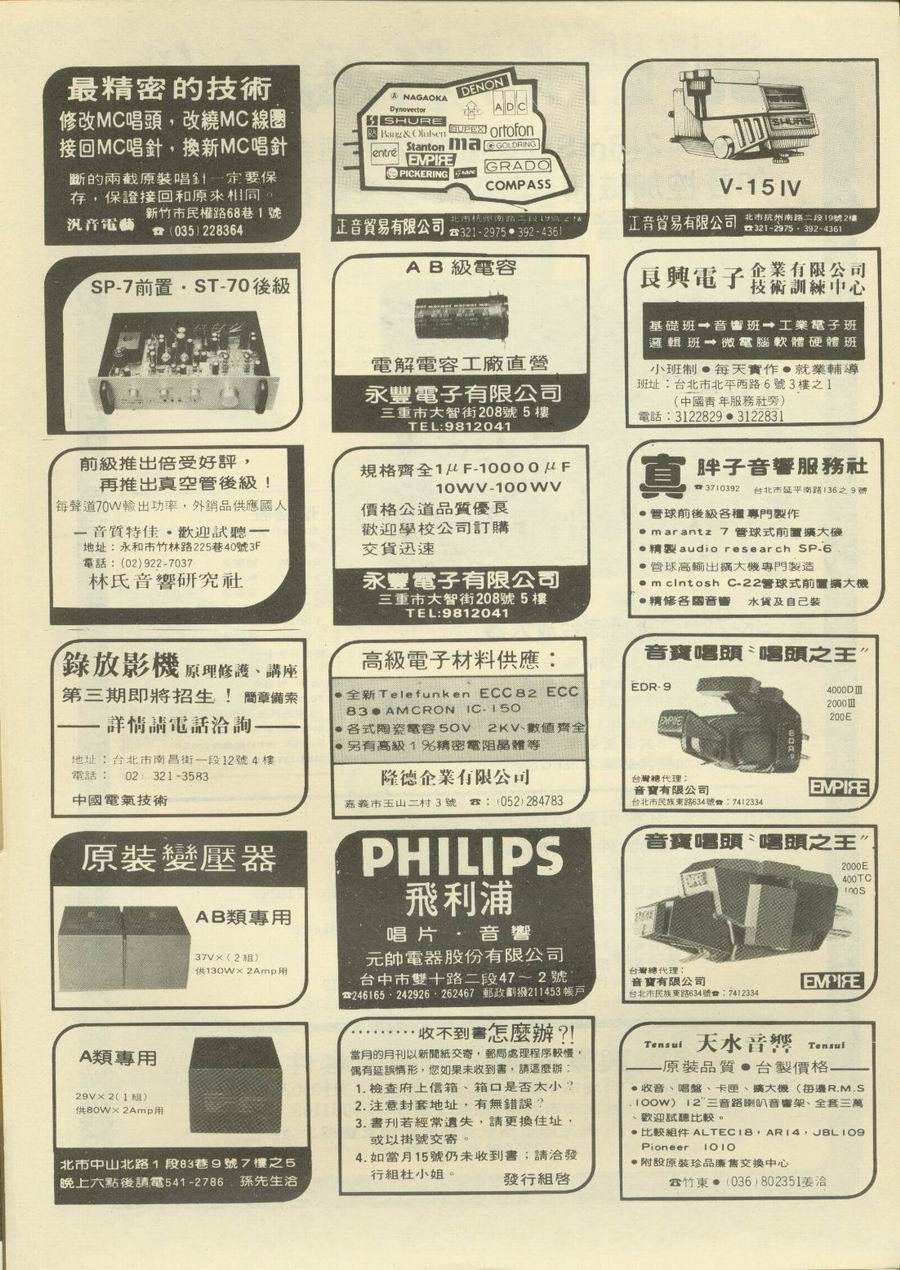 最精密的技術
修改MC唱頭，改繞MC線圈
接回MC唱針，換新MC唱針
斷的兩截原裝唱針一定要保
存，保證接回和原來相同。
新竹市民權路68巷1號
汎音電藝 ☎(035)228364
NAGAOKA
DENON
Dynavector
ADC
SHURE
Bang & Olufsen
SUPEX
ortofon
entré
Stanton
ma
GOLDRING
EMPIRE
PICKERING
GRADO
COMPASS
正音貿易有限公司
北市杭州南路二段19號2樓
☎321-2975●392-4361
SHURE
V-15 IV
正音貿易有限公司
北市杭州南路二段19號2樓
☎321-2975・392-4361
SP-7前置・ST-70後級
AB級電容
電解電容工廠直營
永豐電子有限公司
三重市大智街208號5樓
TEL:9812041
良興電子 企業有限公司
技術訓練中心
基礎班➡音響班➡工業電子班
邏輯班➡微電腦軟體硬體班
小班制●每天實作●就業輔導
班址：台北市北平西路6號3樓之1
（中國青年服務社旁）
電話：3122829●3122831
前級推出倍受好評，
再推出真空管後級！
每聲道70W輸出功率，外銷品供應國人
—音質特佳・歡迎試聽—
地址：永和市竹林路225巷40號3F
電話：(02)922-7037
林氏音響研究社
規格齊全1μF-10000μF
10WV-100WV
價格公道品質優良
歡迎學校公司訂購
交貨迅速
永豐電子有限公司
三重市大智街208號5樓
TEL:9812041
真 胖子音響服務社
☎3710392 台北市延平南路136之9號
●管球前後級各種專門製作
●marantz 7 管球式前置擴大機
●精製audio research SP-6
●管球高輸出擴大機專門製造
●mcIntosh C-22管球式前置擴大機
●精修各國音響 水貨及自己裝
錄放影機 原理修護、講座
第三期即將招生！ 簡章備索
——詳情請電話洽詢——
地址：台北市南昌街一段12號4樓
電話：（02）321-3583
中國電氣技術
高級電子材料供應：
●全新Telefunken ECC82 ECC
83●AMCRON IC-150
●各式陶瓷電容50V 2KV-數值齊全
●另有高級1％精密電阻晶體等
隆德企業有限公司
嘉義市玉山二村3號 ☎：(052)284783
音寶唱頭〝唱頭之王〞
EDR-9
4000DⅢ
2000Ⅲ
200E
EMPIRE
EDR.9
台灣總代理：
音寶有限公司
台北市民族東路634號☎：7412334
EMPIRE
原裝變壓器
AB類專用
37V×(2組)
供130W×2Amp用
PHILIPS
飛利浦
唱片・音響
元帥電器股份有限公司
台中市雙十路二段47～2號
☎246165・242926・262467 郵政劃撥211453帳戶
音寶唱頭〝唱頭之王〞
2000E
400TC
100S
EMPIRE
台灣總代理：
音寶有限公司
台北市民族東路634號☎：7412334
EMPIRE
A類專用
29V×2(1組)
供80W×2Amp用
北市中山北路1段83巷9號7樓之5
晚上六點後請電541-2786 孫先生洽
………收不到書怎麼辦?!
當月的月刊以新聞紙交寄，郵局處理程序較慢，
偶有延誤情形，您如果未收到書，請這麼辦：
1.檢查府上信箱、箱口是否太小？
2.注意封套地址，有無錯誤？
3.書刊若經常遺失，請更換住址，
或以掛號交寄。
4.如當月15號仍未收到書；請洽發
行組杜小姐。
發行組啓
Tensui 天水音響 Tensui
——原裝品質●台製價格——
●收音、唱盤、卡匣、擴大機（每邊R.M.S
.100W）12"三音路喇叭音響架、全套三萬
、歡迎試聽比較。
●比較組件ALTEC18，AR14，JBL109
Pioneer 1010
●附設原裝珍品廉售交換中心
☎竹東●(036)802351姜洽